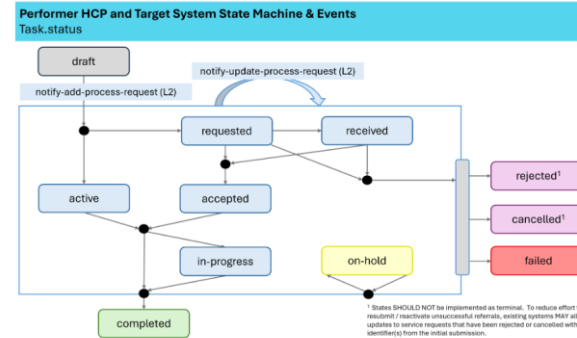 Performer HCP and Target System State Machine & Events
Task.status
draft
notify-update-process-request (L2)
notify-add-process-request (L2)
requested
received
rejected¹
active
accepted
cancelled¹
in-progress
on-hold
failed
completed
¹ States SHOULD NOT be implemented as terminal. To reduce effort
resubmit / reactivate unsuccessful referrals, existing systems MAY
updates to service requests that have been rejected or cancelled
identifier(s) from the initial submission.